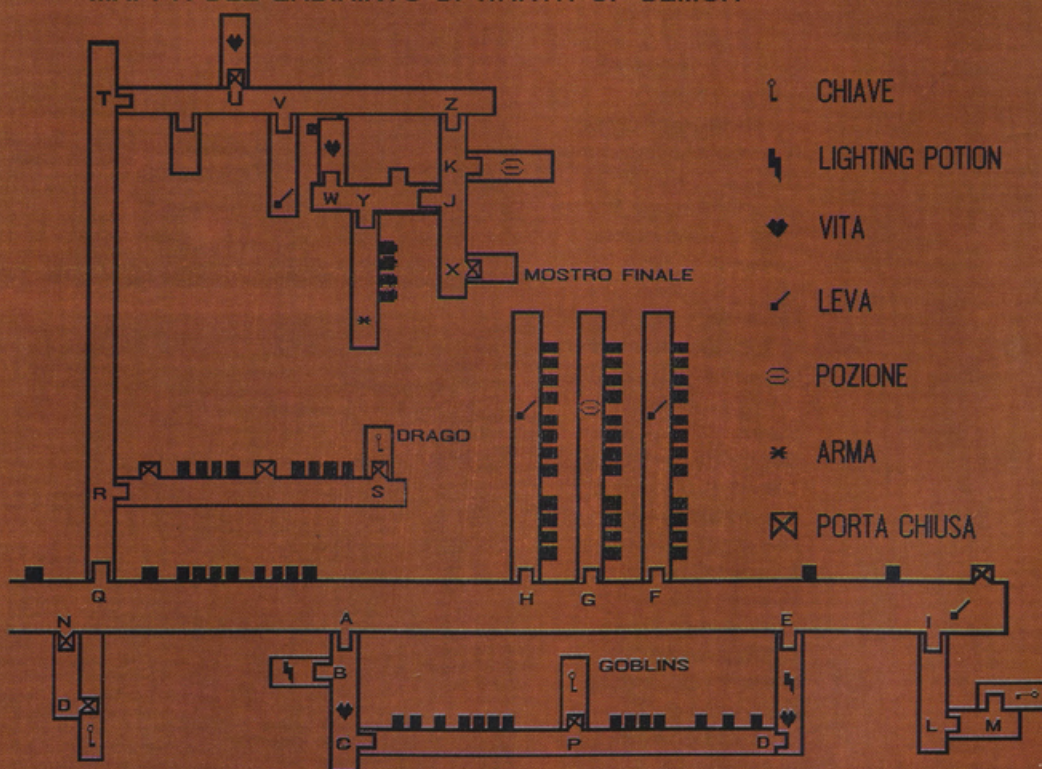 T
U
V
Z
K
W
Y
J
X
MOSTRO FINALE
CHIAVE
LIGHTING POTION
VITA
LEVA
POZIONE
ARMA
PORTA CHIUSA
DRAGO
R
S
Q
H
G
F
N
A
E
I
B
GOBLINS
D
C
P
D
L
M